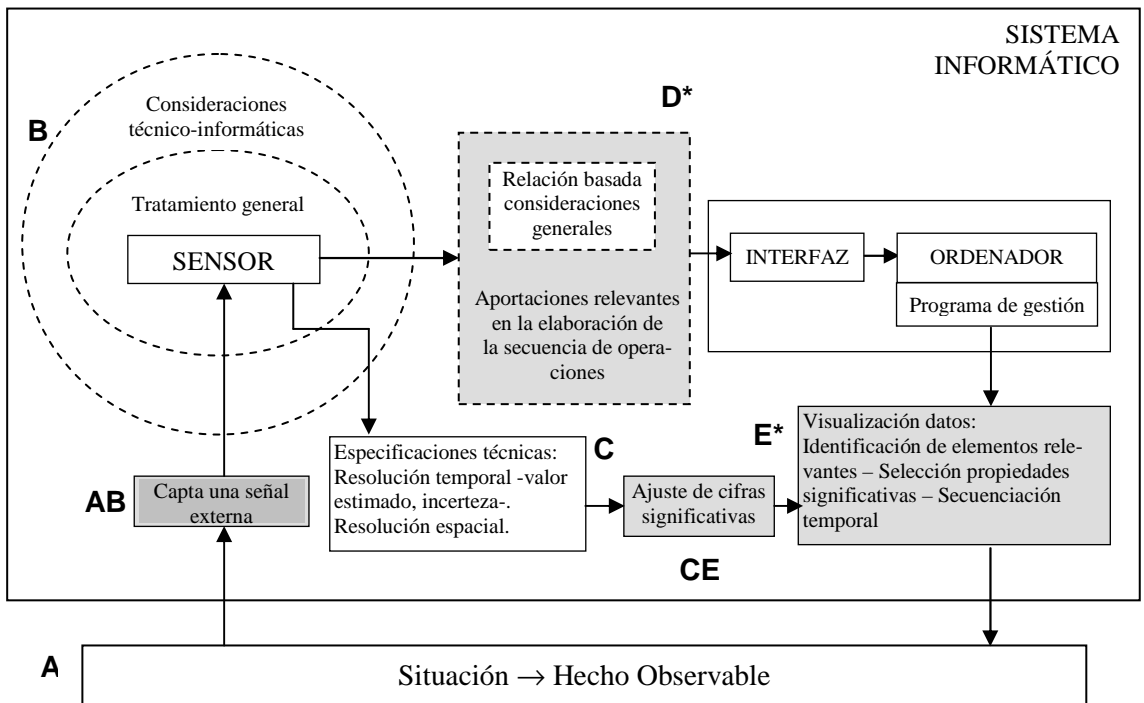 SISTEMA
INFORMÁTICO
B
Consideraciones
técnico-informáticas
Tratamiento general
SENSOR
D*
Relación basada
consideraciones
generales
Aportaciones relevantes
en la elaboración de
la secuencia de opera-
ciones
INTERFAZ
ORDENADOR
Programa de gestión
AB
Capta una señal
externa
C
Especificaciones técnicas:
Resolución temporal -valor
estimado, incerteza-.
Resolución espacial.
Ajuste de cifras
significativas
CE
E*
Visualización datos:
Identificación de elementos rele-
vantes – Selección propiedades
significativas – Secuenciación
temporal
A
Situación → Hecho Observable